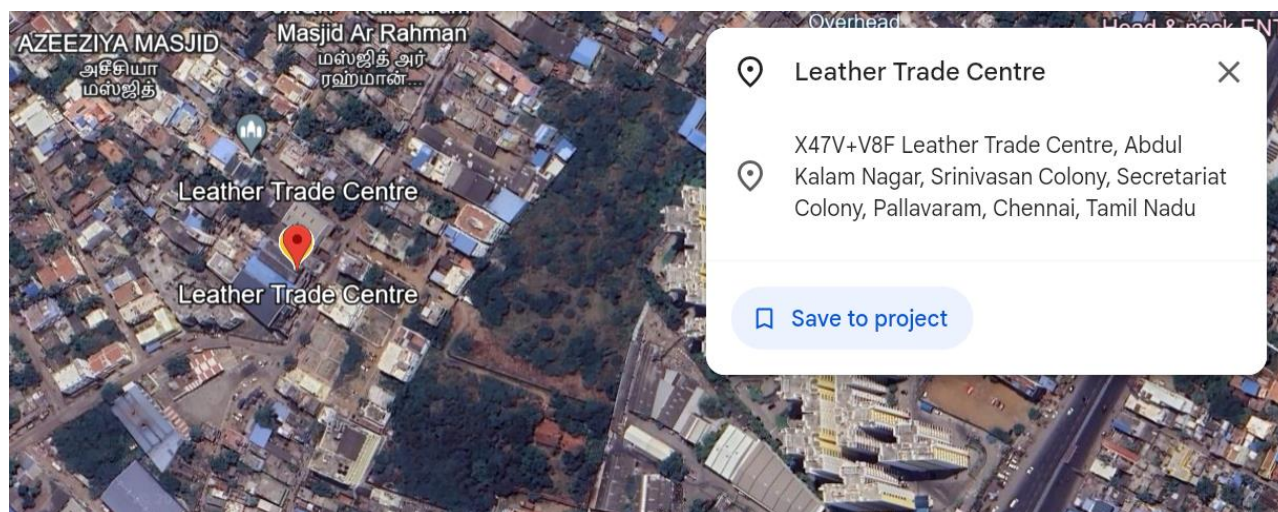 Overhead
AZEEZIYA MASJID
அசீசியா
மஸ்ஜித்
Masjid Ar Rahman
மஸ்ஜித் அர்
ரஹ்மான்...
Leather Trade Centre
Leather Trade Centre
Leather Trade Centre
X47V+V8F Leather Trade Centre, Abdul
Kalam Nagar, Srinivasan Colony, Secretariat
Colony, Pallavaram, Chennai, Tamil Nadu
Save to project